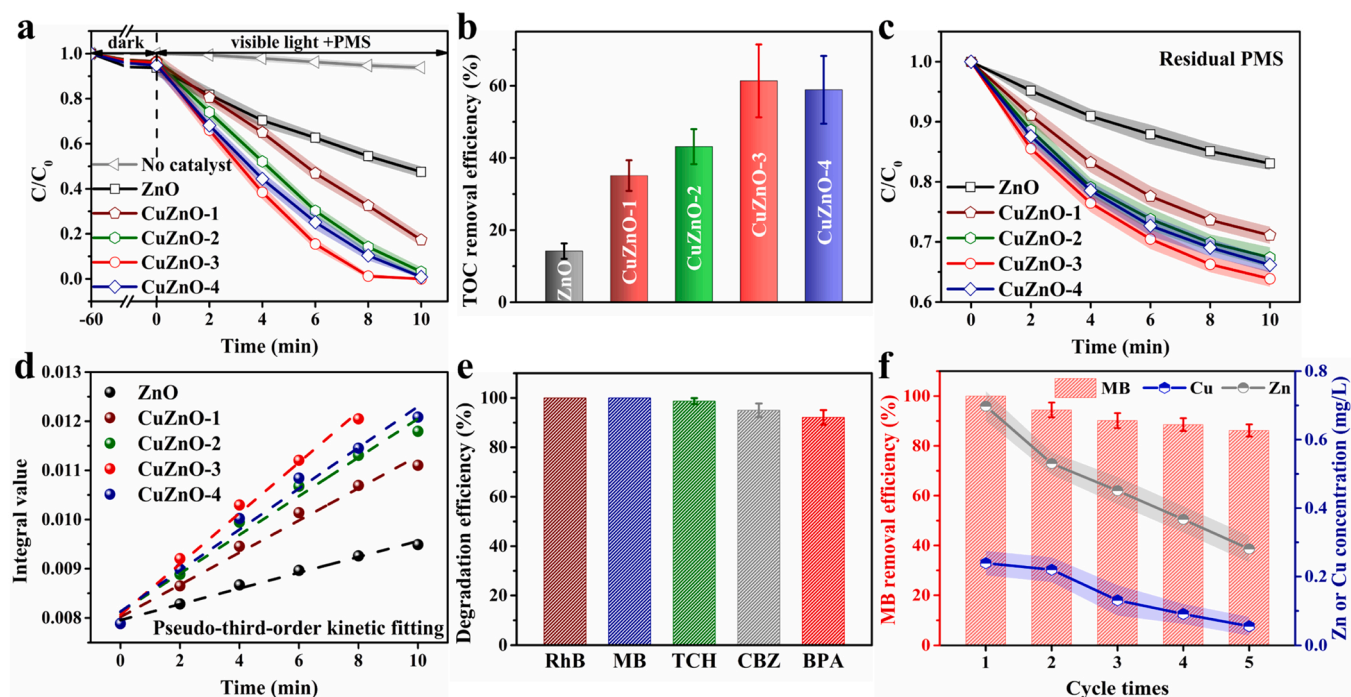 a
dark
visible light +PMS
1.0
0.8
0.6
0.4
0.2
0.0
C/C0
No catalyst
ZnO
CuZnO-1
CuZnO-2
CuZnO-3
CuZnO-4
-60
0
2
4
6
8
10
Time (min)
b
TOC removal efficiency (%)
60
40
20
0
ZnO
CuZnO-1
CuZnO-2
CuZnO-3
CuZnO-4
c
Residual PMS
C/C0
1.0
0.9
0.8
0.7
0.6
ZnO
CuZnO-1
CuZnO-2
CuZnO-3
CuZnO-4
0
2
4
6
8
10
Time (min)
d
Integral value
0.013
0.012
0.011
0.010
0.009
0.008
ZnO
CuZnO-1
CuZnO-2
CuZnO-3
CuZnO-4
Pseudo-third-order kinetic fitting
0
2
4
6
8
10
Time (min)
e
Degradation efficiency (%)
100
80
60
40
20
0
RhB
MB
TCH
CBZ
BPA
f
MB removal efficiency (%)
100
80
60
40
20
0
MB
Cu
Zn
0.8
0.6
0.4
0.2
0.0
Zn or Cu concentration (mg/L)
1
2
3
4
5
Cycle times